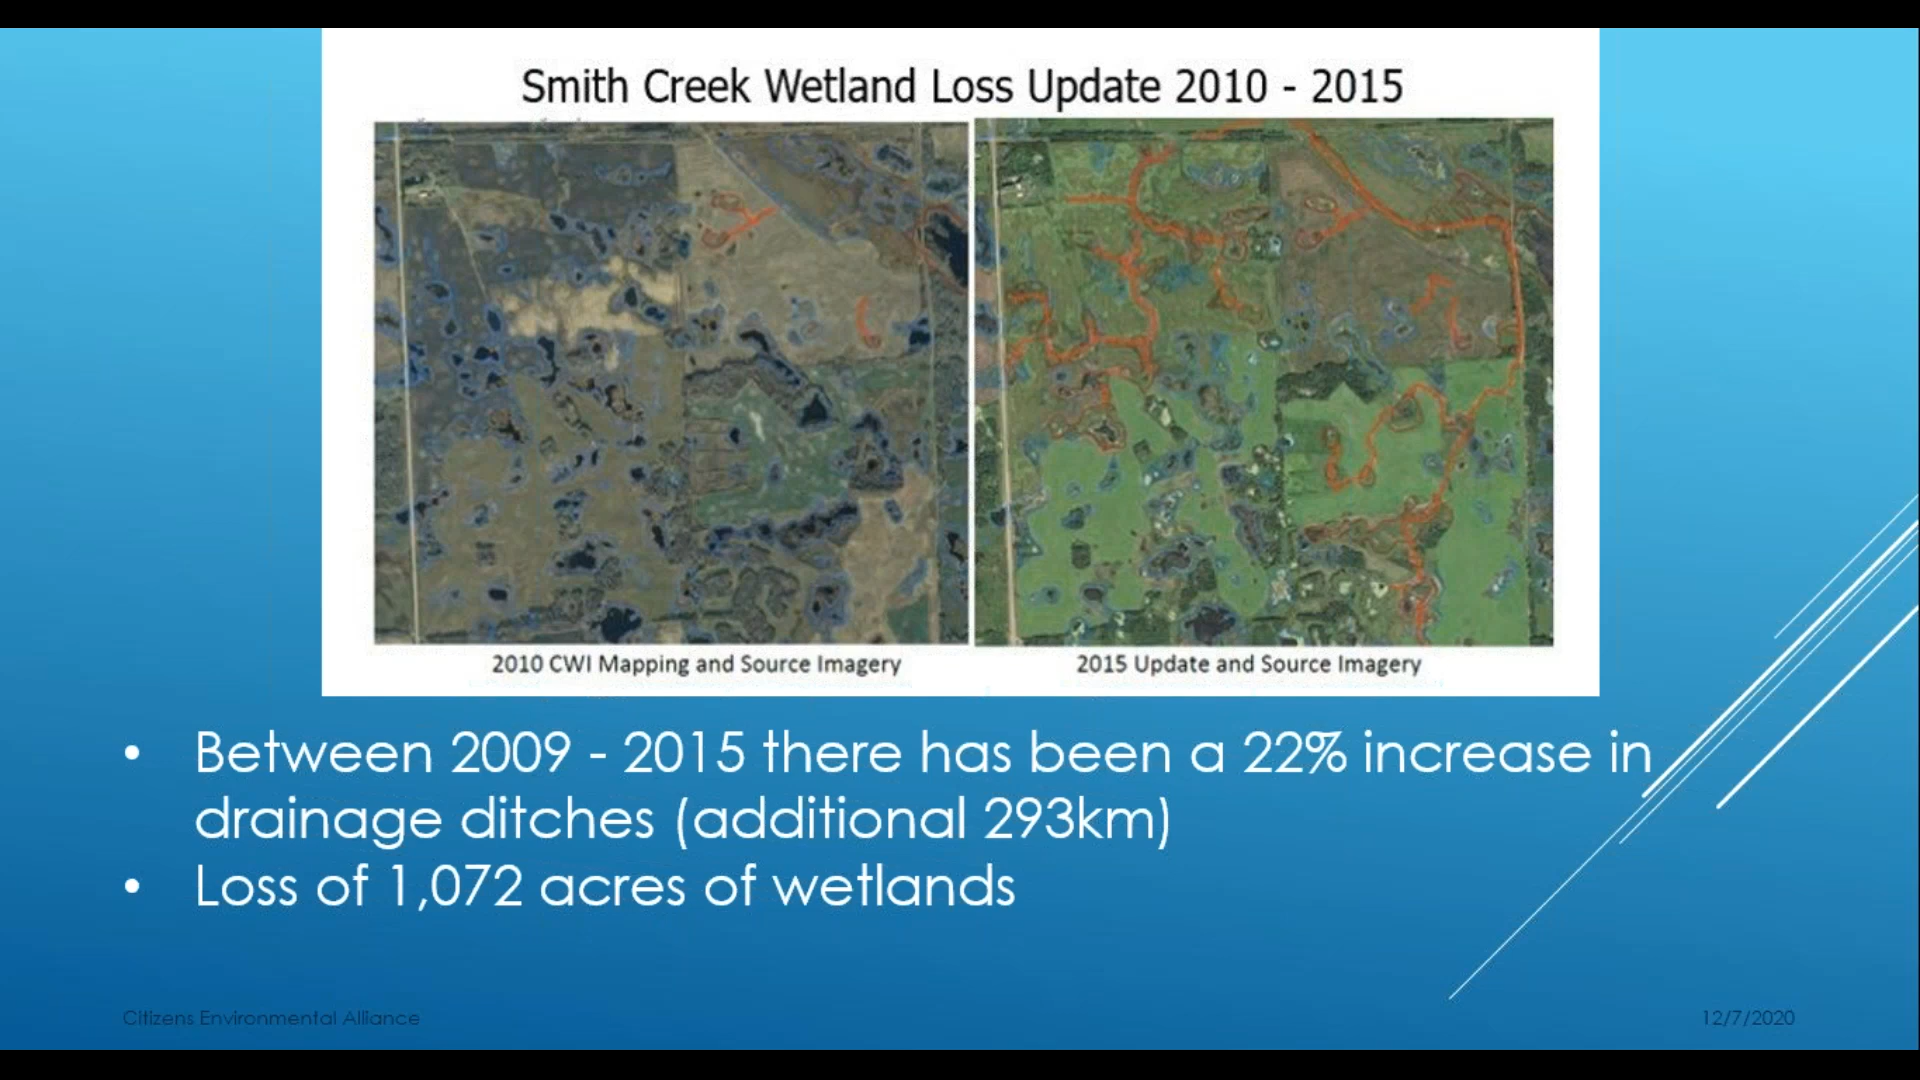 Smith Creek Wetland Loss Update 2010 - 2015
2010 CWI Mapping and Source Imagery
2015 Update and Source Imagery
• Between 2009 - 2015 there has been a 22% increase in
drainage ditches (additional 293km)
• Loss of 1,072 acres of wetlands
Citizens Environmental Alliance
12/7/2020